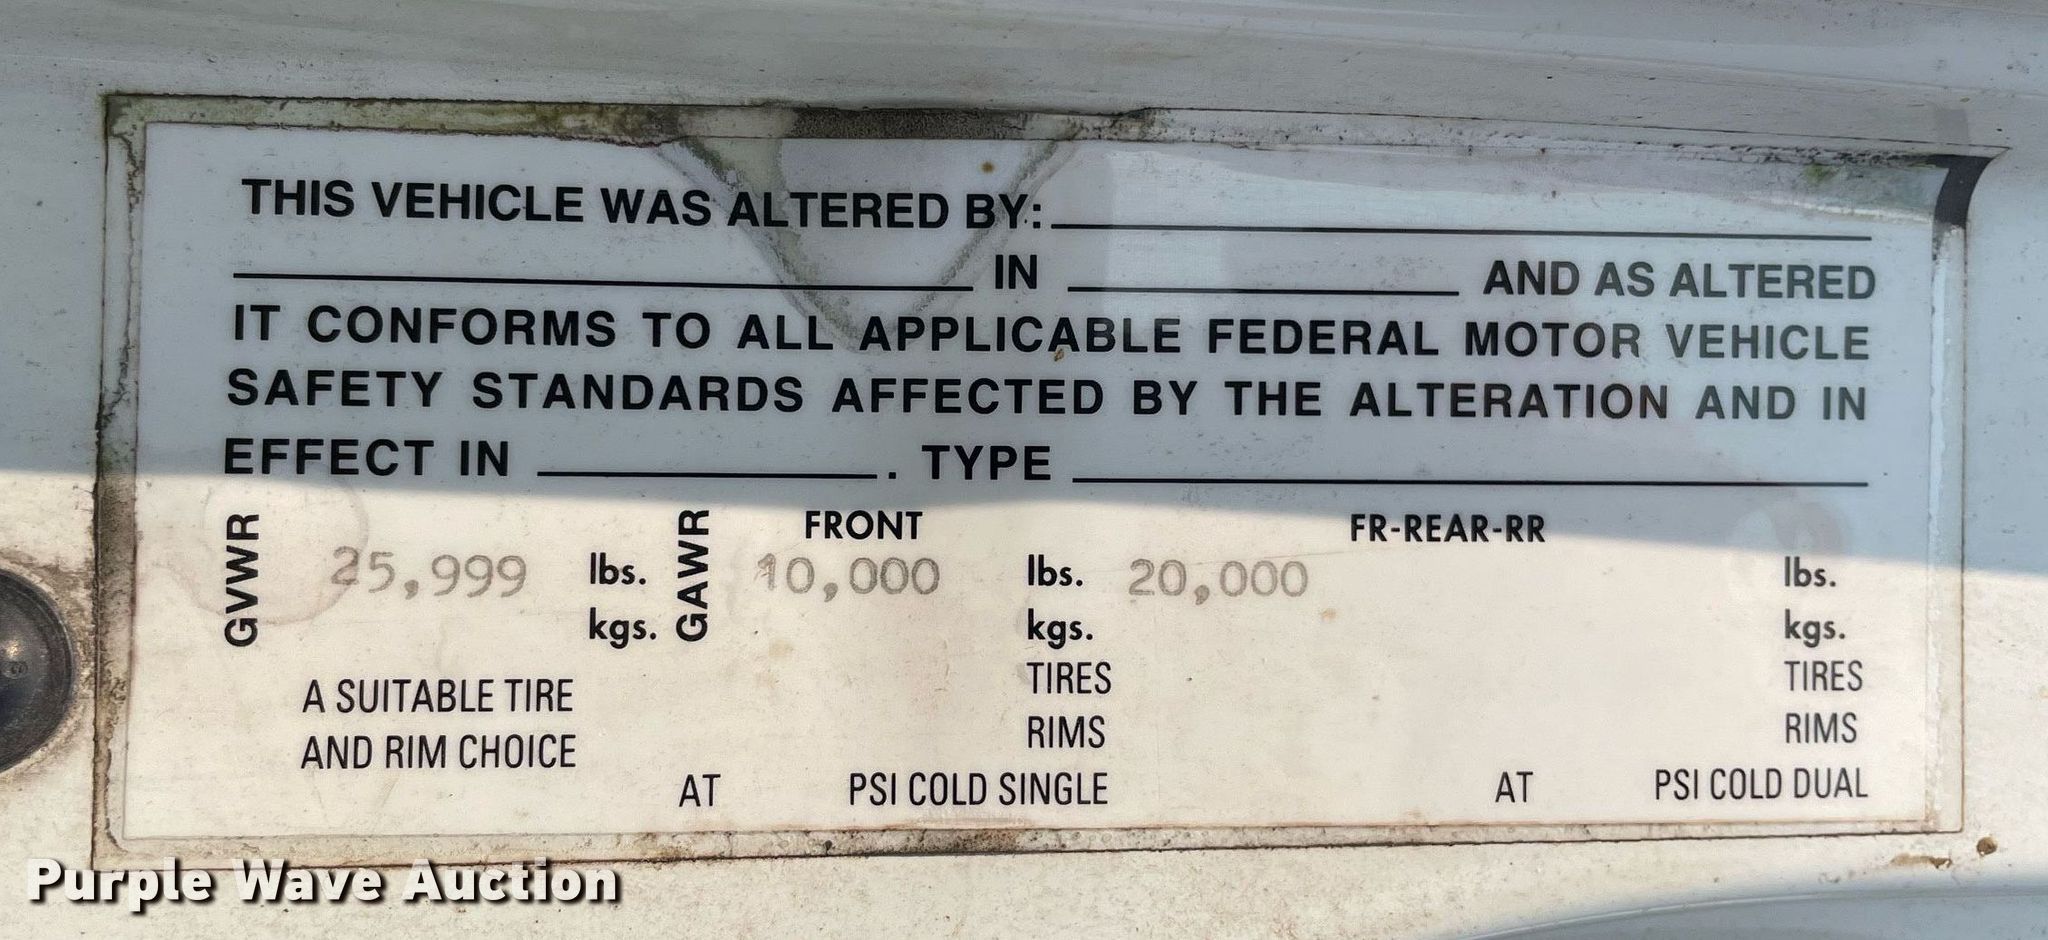 THIS VEHICLE WAS ALTERED BY:
IN AND AS ALTERED
IT CONFORMS TO ALL APPLICABLE FEDERAL MOTOR VEHICLE
SAFETY STANDARDS AFFECTED BY THE ALTERATION AND IN
EFFECT IN . TYPE
FRONT FR-REAR-RR
GVWR 25,999 lbs. GAWR 10,000 lbs. 20,000 lbs.
kgs. kgs. kgs.
A SUITABLE TIRE TIRES TIRES
AND RIM CHOICE RIMS RIMS
AT PSI COLD SINGLE AT PSI COLD DUAL
Purple Wave Auction